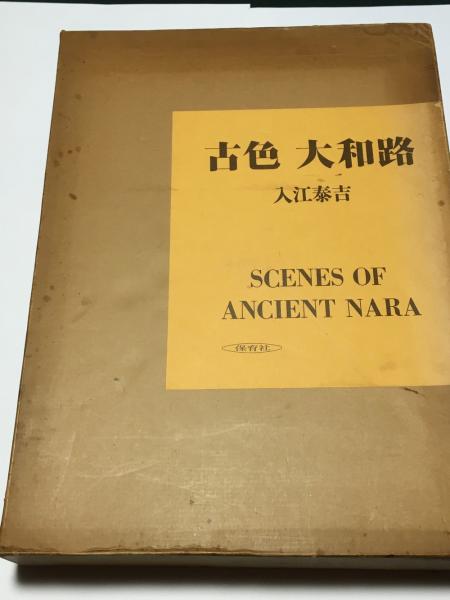 古色 大和路
入江泰吉
SCENES OF
ANCIENT NARA
保育社